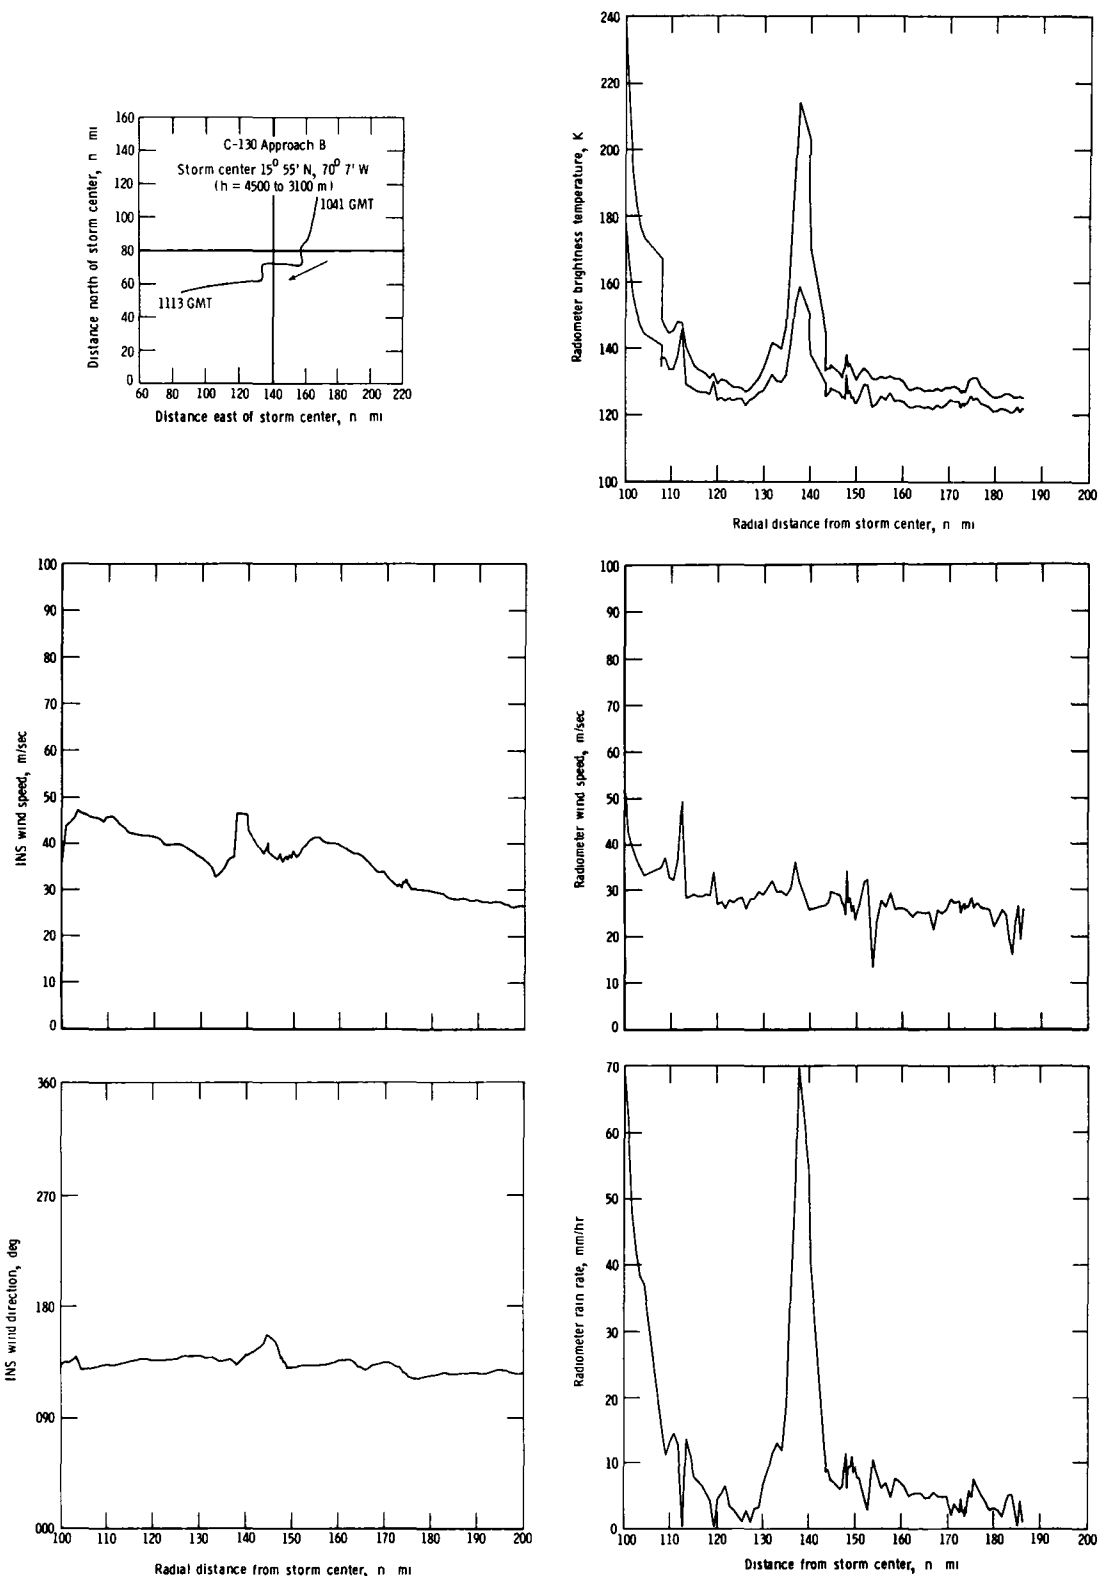 160
140
120
100
80
60
40
20
0
Distance north of storm center, n mi
C-130 Approach B
Storm center 15° 55' N, 70° 7' W
(h = 4500 to 3100 m)
1041 GMT
1113 GMT
60 80 100 120 140 160 180 200 220
Distance east of storm center, n mi
240
220
200
180
160
140
120
100
Radiometer brightness temperature, K
100 110 120 130 140 150 160 170 180 190 200
Radial distance from storm center, n mi
100
90
80
70
60
50
40
30
20
10
0
INS wind speed, m/sec
100
90
80
70
60
50
40
30
20
10
0
Radiometer wind speed, m/sec
360
270
180
090
000
INS wind direction, deg
100 110 120 130 140 150 160 170 180 190 200
Radial distance from storm center, n mi
70
60
50
40
30
20
10
0
Radiometer rain rate, mm/hr
100 110 120 130 140 150 160 170 180 190 200
Distance from storm center, n mi